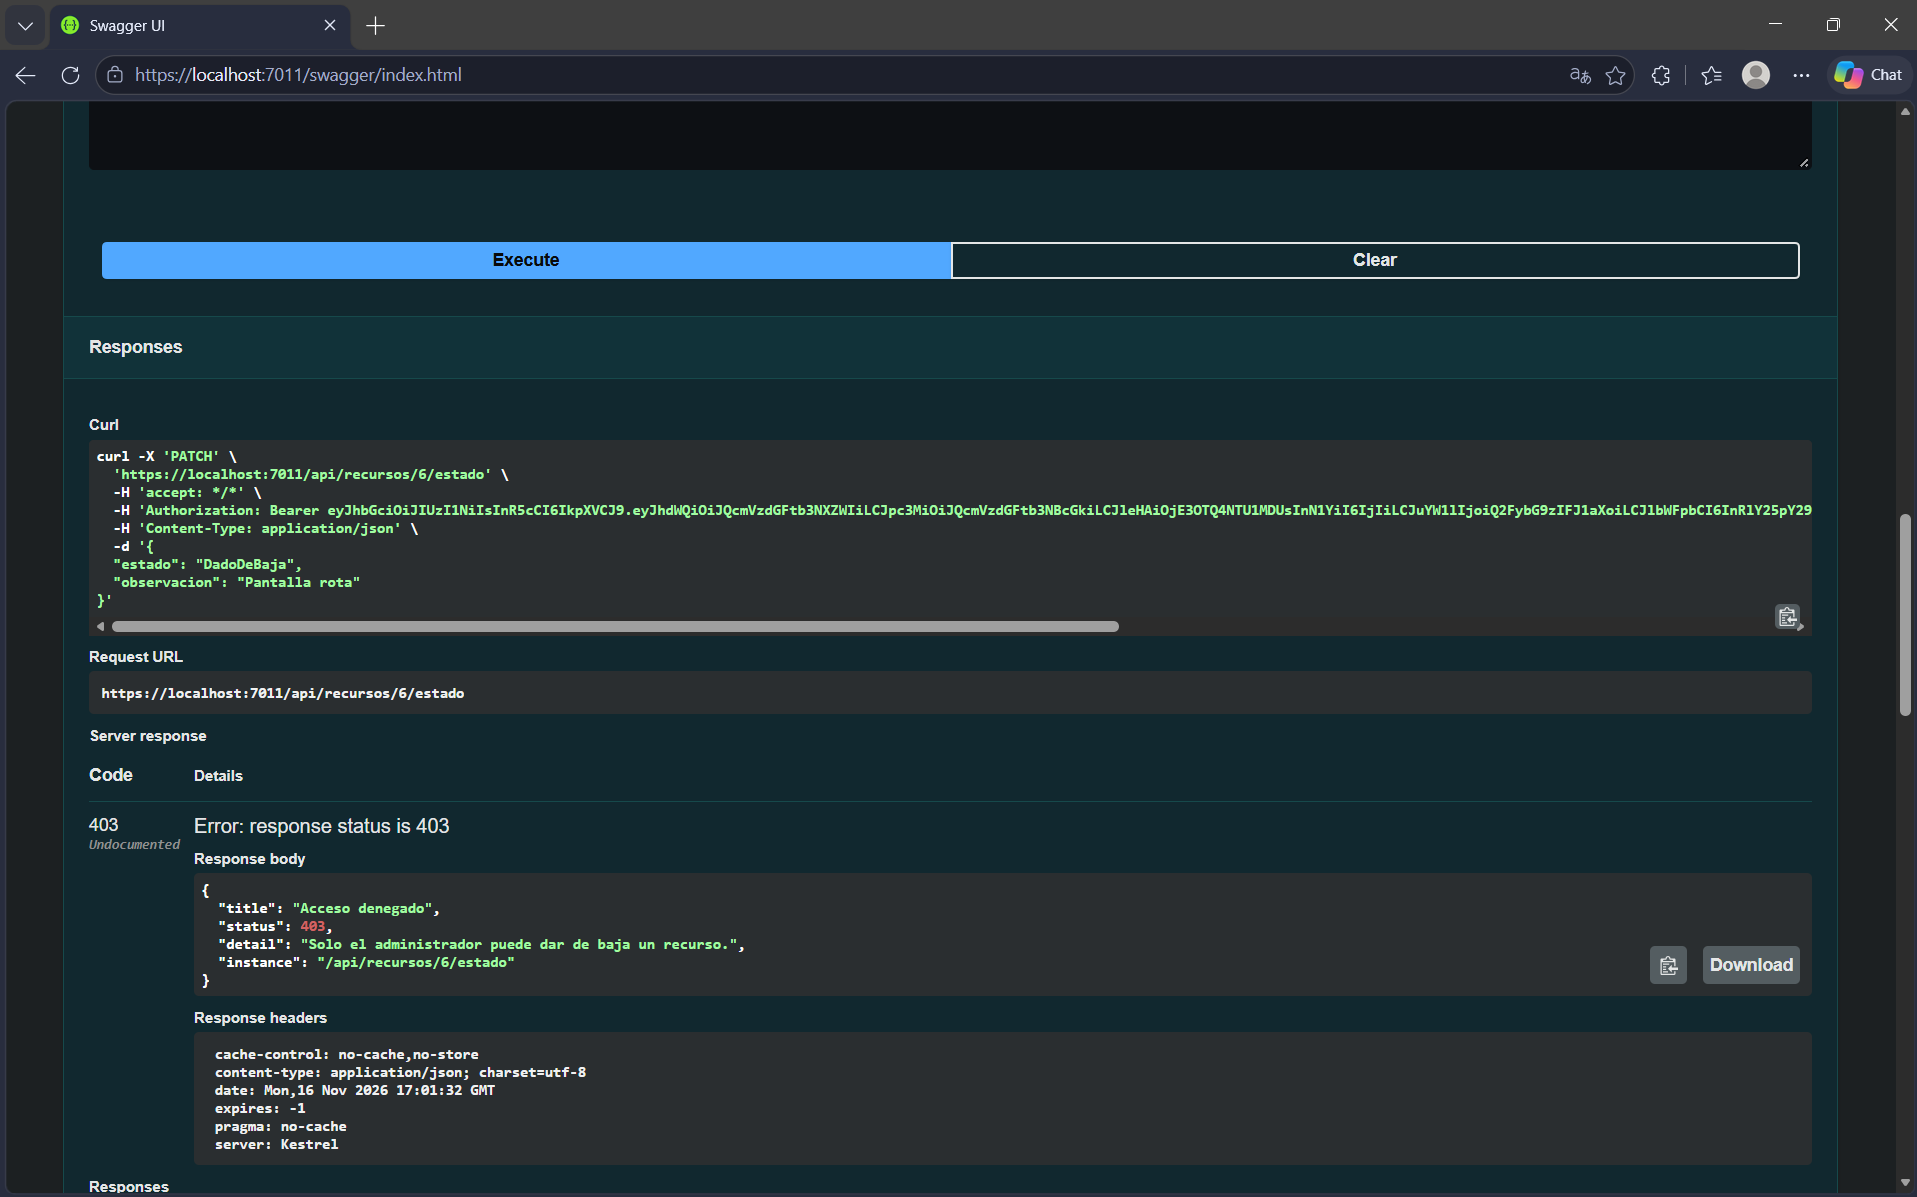 Swagger UI
https://localhost:7011/swagger/index.html
Chat
Execute
Clear
Responses
Curl
curl -X 'PATCH' \
'https://localhost:7011/api/recursos/6/estado' \
-H 'accept: */*' \
-H 'Authorization: Bearer
-H 'Content-Type: application/json' \
-d '{
"estado": "DadoDeBaja",
"observacion": "Pantalla rota"
}'
Request URL
https://localhost:7011/api/recursos/6/estado
Server response
Code
Details
403
Undocumented
Error: response status is 403
Response body
{
"title": "Acceso denegado",
"status": 403,
"detail": "Solo el administrador puede dar de baja un recurso.",
"instance": "/api/recursos/6/estado"
}
Download
Response headers
cache-control: no-cache,no-store
content-type: application/json; charset=utf-8
date: Mon,16 Nov 2026 17:01:32 GMT
expires: -1
pragma: no-cache
server: Kestrel
Responses